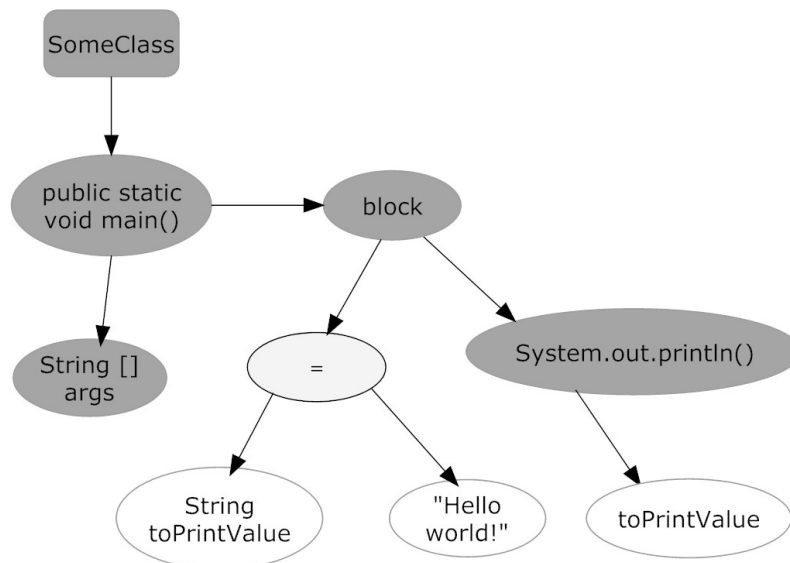 SomeClass
public static
void main()
block
String []
args
=
System.out.println()
String
toPrintValue
"Hello
world!"
toPrintValue